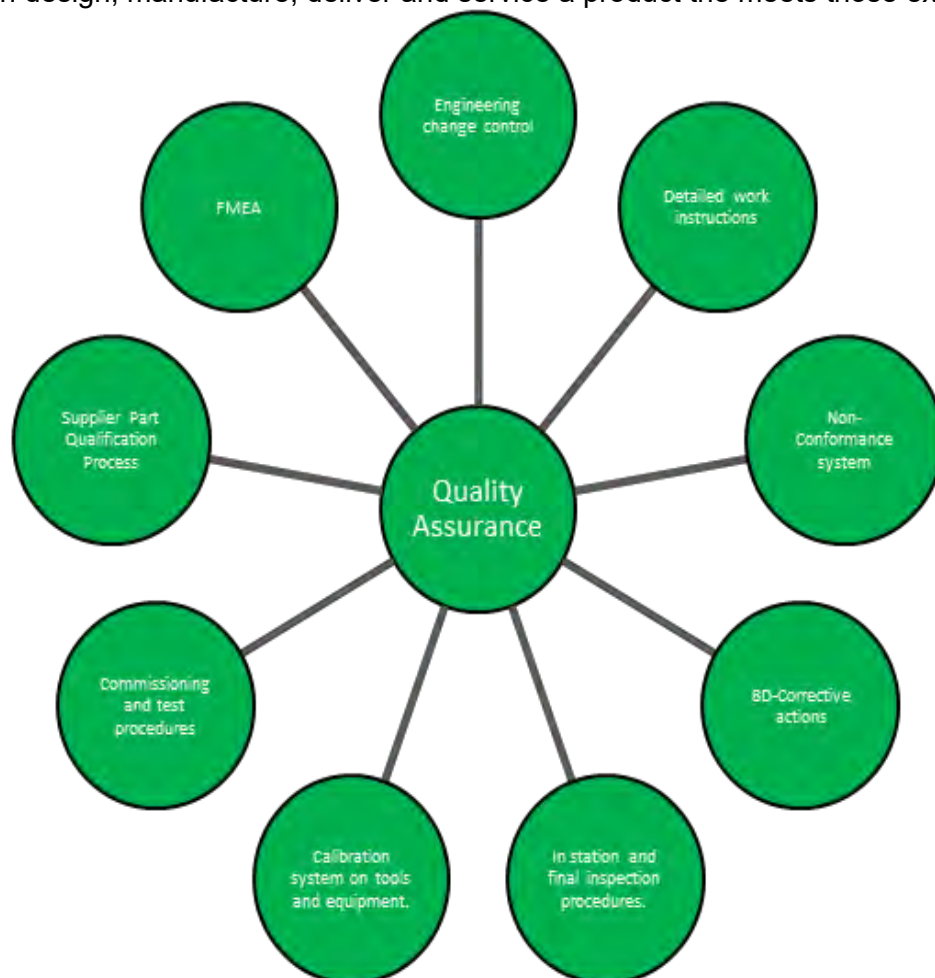 design, manufacture, deliver and service a product the meets these
Engineering
change control
Detailed work
instructions
Non-
Conformance
system
8D-Corrective
actions
In station and
final inspection
procedures.
Calibration
system on tools
and equipment.
Commissioning
and test
procedures
Supplier Part
Qualification
Process
FMEA
Quality
Assurance